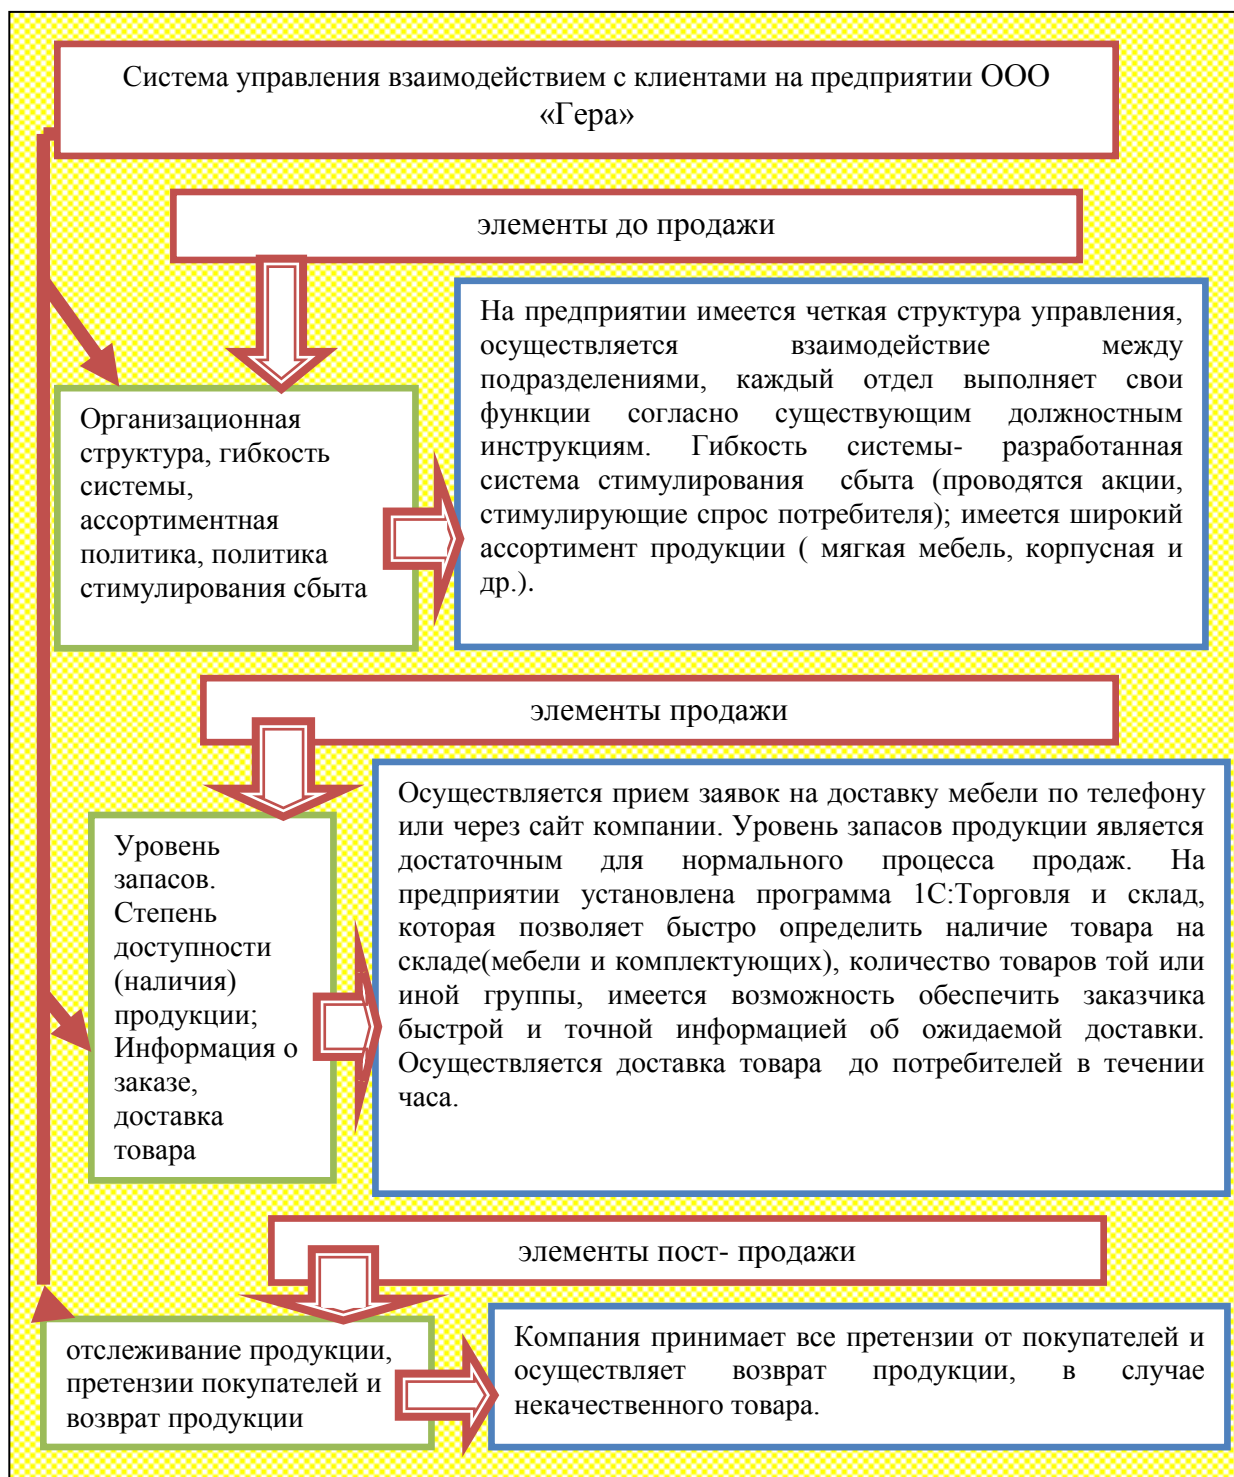 Система управления взаимодействием с клиентами на предприятии ООО
«Гера»
элементы до продажи
Организационная
структура, гибкость
системы,
ассортиментная
политика, политика
стимулирования сбыта
На предприятии имеется четкая структура управления,
осуществляется взаимодействие между
подразделениями, каждый отдел выполняет свои
функции согласно существующим должностным
инструкциям. Гибкость системы- разработанная
система стимулирования сбыта (проводятся акции,
стимулирующие спрос потребителя); имеется широкий
ассортимент продукции ( мягкая мебель, корпусная и
др.).
элементы продажи
Уровень
запасов.
Степень
доступности
(наличия)
продукции;
Информация о
заказе,
доставка
товара
Осуществляется прием заявок на доставку мебели по телефону
или через сайт компании. Уровень запасов продукции является
достаточным для нормального процесса продаж. На
предприятии установлена программа 1С:Торговля и склад,
которая позволяет быстро определить наличие товара на
складе(мебели и комплектующих), количество товаров той или
иной группы, имеется возможность обеспечить заказчика
быстрой и точной информацией об ожидаемой доставки.
Осуществляется доставка товара до потребителей в течении
часа.
элементы пост- продажи
отслеживание продукции,
претензии покупателей и
возврат продукции
Компания принимает все претензии от покупателей и
осуществляет возврат продукции, в случае
некачественного товара.